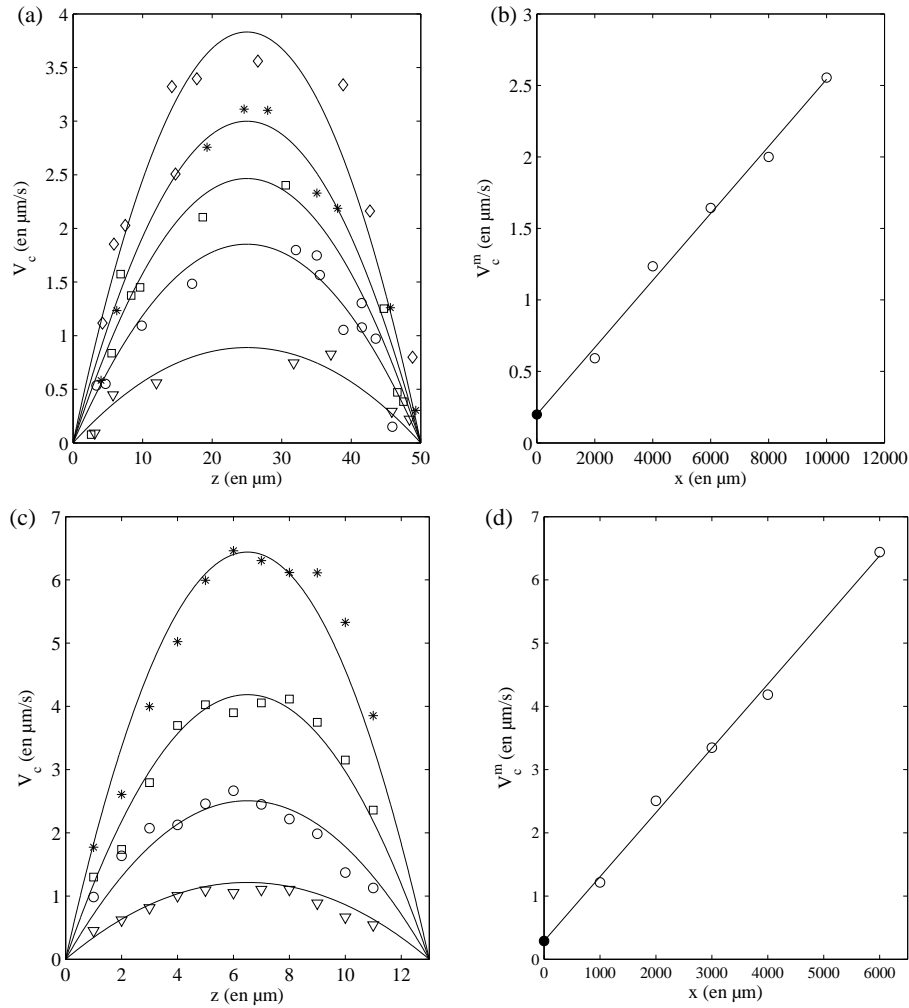 (a)
4
3.5
3
2.5
2
1.5
1
0.5
0
V_c (en µm/s)
0 10 20 30 40 50
z (en µm)
(b)
3
2.5
2
1.5
1
0.5
0
V_c^m (en µm/s)
0 2000 4000 6000 8000 10000 12000
x (en µm)
(c)
7
6
5
4
3
2
1
0
V_c (en µm/s)
0 2 4 6 8 10 12
z (en µm)
(d)
7
6
5
4
3
2
1
0
V_c^m (en µm/s)
0 1000 2000 3000 4000 5000 6000
x (en µm)